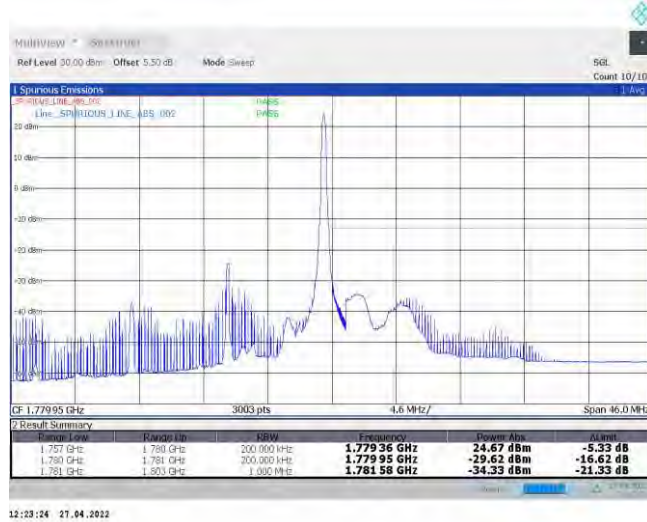 MultiView Spectrum
Ref Level 30.00 dBm Offset 5.50 dB Mode Sweep SGL
Count 10/10
1 Spurious Emissions 1 Avg
SPURIOUS_LINE_ABS_002 PASS
Line _SPURIOUS_LINE_ABS_002 PASS
20 dBm
10 dBm
0 dBm
-10 dBm
-20 dBm
-30 dBm
-40 dBm
CF 1.77995 GHz 3003 pts 4.6 MHz/ Span 46.0 MHz
2 Result Summary
Range Low Range Up RBW Frequency Power Abs ΔLimit
1.757 GHz 1.780 GHz 200.000 kHz 1.77936 GHz 24.67 dBm -5.33 dB
1.780 GHz 1.781 GHz 200.000 kHz 1.77995 GHz -29.62 dBm -16.62 dB
1.781 GHz 1.803 GHz 1.000 MHz 1.78158 GHz -34.33 dBm -21.33 dB
12:23:24 27.04.2022